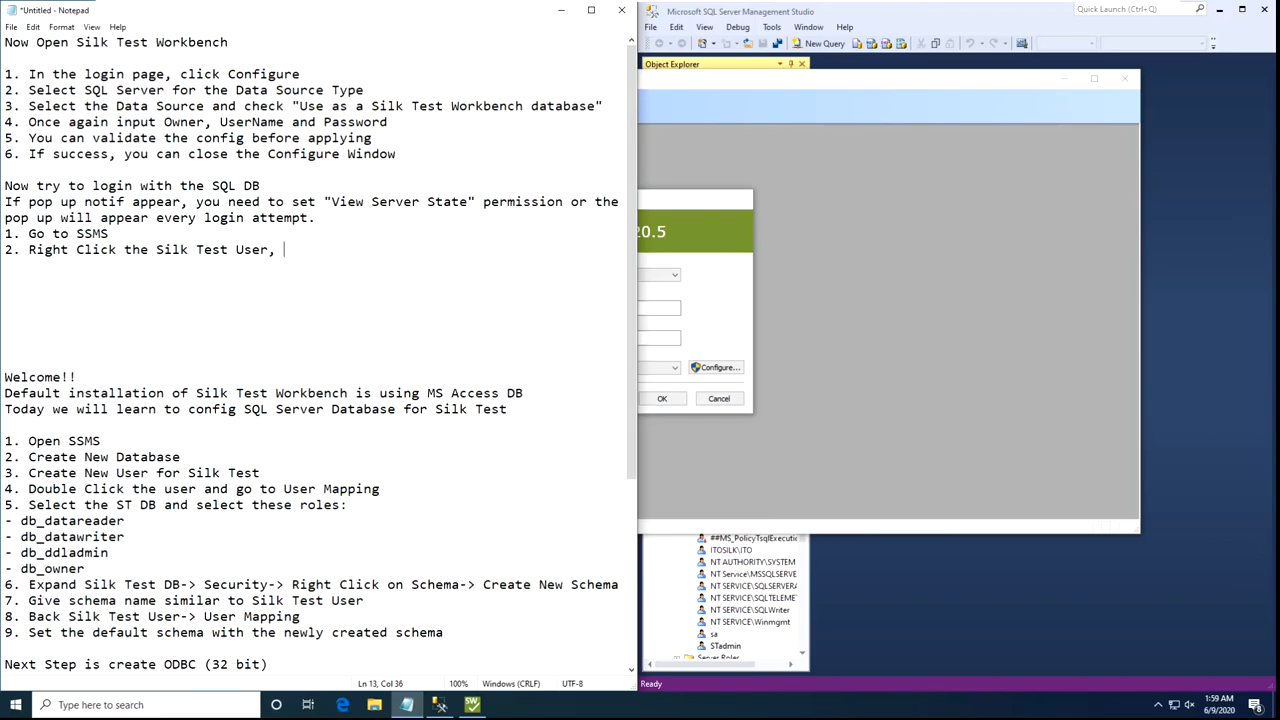 *Untitled - Notepad
File Edit Format View Help
Now Open Silk Test Workbench
1. In the login page, click Configure
2. Select SQL Server for the Data Source Type
3. Select the Data Source and check "Use as a Silk Test Workbench database"
4. Once again input Owner, UserName and Password
5. You can validate the config before applying
6. If success, you can close the Configure Window
Now try to login with the SQL DB
If pop up notif appear, you need to set "View Server State" permission or the
pop up will appear every login attempt.
1. Go to SSMS
2. Right Click the Silk Test User,
Welcome!!
Default installation of Silk Test Workbench is using MS Access DB
Today we will learn to config SQL Server Database for Silk Test
1. Open SSMS
2. Create New Database
3. Create New User for Silk Test
4. Double Click the user and go to User Mapping
5. Select the ST DB and select these roles:
- db_datareader
- db_datawriter
- db_ddladmin
- db_owner
6. Expand Silk Test DB-> Security-> Right Click on Schema-> Create New Schema
7. Give schema name similar to Silk Test User
8. Back Silk Test User-> User Mapping
9. Set the default schema with the newly created schema
Next Step is create ODBC (32 bit)
Ln 13, Col 36 100% Windows (CRLF) UTF-8
Microsoft SQL Server Management Studio
Quick Launch (Ctrl+Q)
File Edit View Debug Tools Window Help
New Query
Object Explorer
20.5
Configure...
OK Cancel
##MS_PolicyTsqlExecutio
ITOSILK\ITO
NT AUTHORITY\SYSTEM
NT Service\MSSQLSERVE
NT SERVICE\SQLSERVERA
NT SERVICE\SQLTELEME
NT SERVICE\SQLWriter
NT SERVICE\Winmgmt
sa
STadmin
Server Roles
Ready
Type here to search
SW
1:59 AM
6/9/2020
8